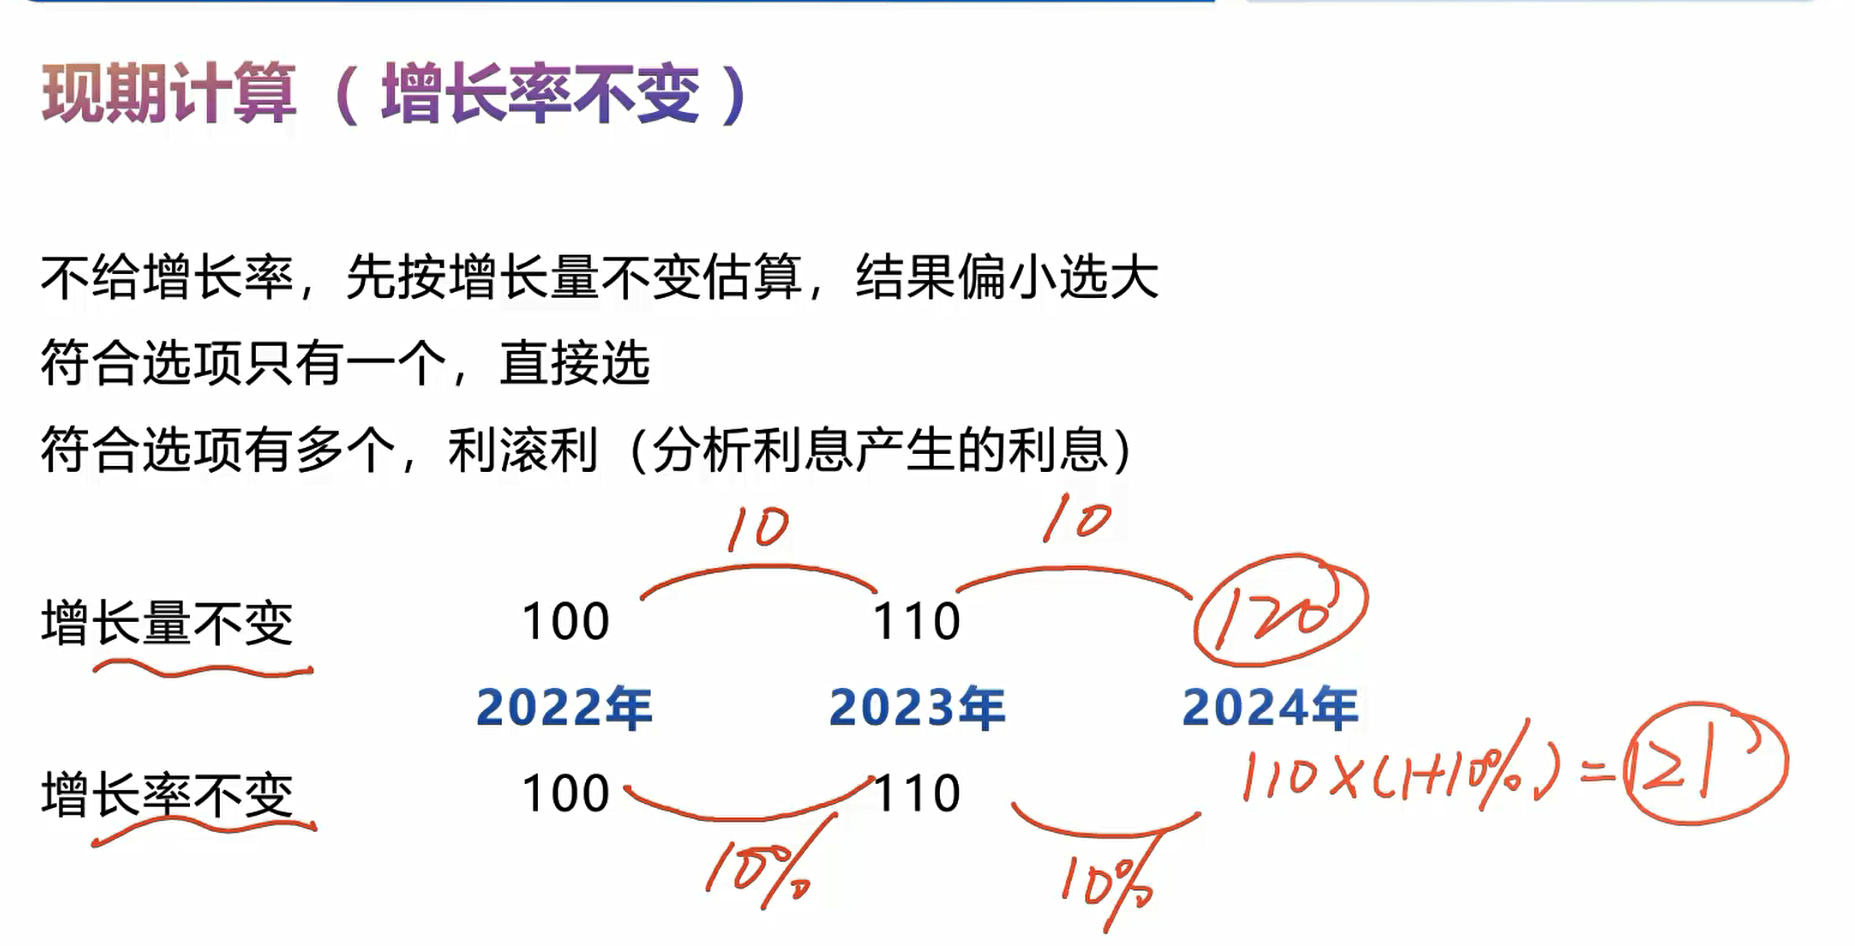 现期计算（增长率不变）
不给增长率，先按增长量不变估算，结果偏小选大
符合选项只有一个，直接选
符合选项有多个，利滚利（分析利息产生的利息）
10 10
增长量不变 100 110 120
2022年 2023年 2024年
增长率不变 100 110 110×(1+10%)=121
10% 10%